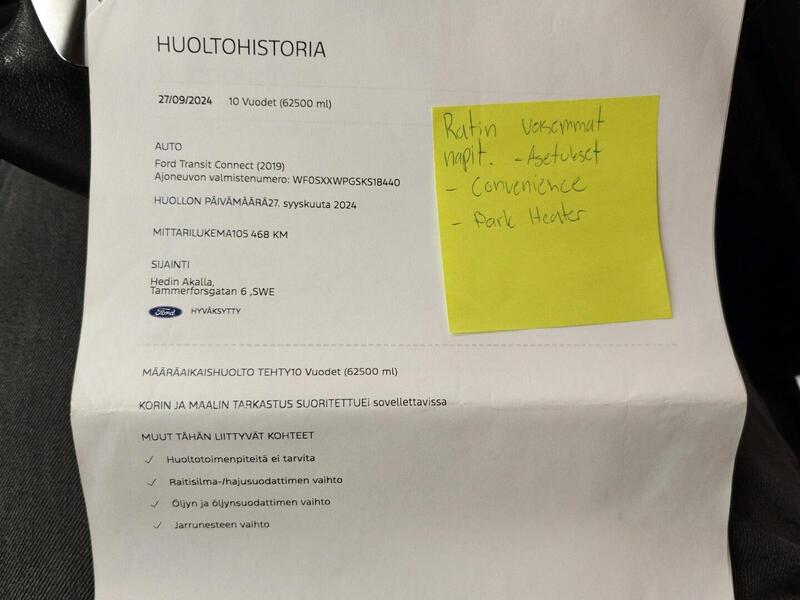 HUOLTOHISTORIA
27/09/2024 10 Vuodet (62500 ml)
AUTO
Ford Transit Connect (2019)
Ajoneuvon valmistenumero: WF0SXXWPGSKS18440
HUOLLON PÄIVÄMÄÄRÄ27. syyskuuta 2024
MITTARILUKEMA105 468 KM
SIJAINTI
Hedin Akalla,
Tammerforsgatan 6 ,SWE
Ford HYVÄKSYTTY
MÄÄRÄAIKAISHUOLTO TEHTY10 Vuodet (62500 ml)
KORIN JA MAALIN TARKASTUS SUORITETTUEi sovellettavissa
MUUT TÄHÄN LIITTYVÄT KOHTEET
✓ Huoltotoimenpiteitä ei tarvita
✓ Raitisilma-/hajusuodattimen vaihto
✓ Öljyn ja öljynsuodattimen vaihto
✓ Jarrunesteen vaihto
Ratin vasemmat
napit. - Asetukset
- Convenience
- Park Heater